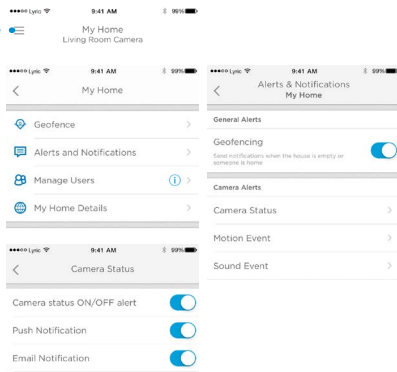 ●●●○○ Lyric 9:41 AM 99%
My Home
Living Room Camera
●●●○○ Lyric 9:41 AM 99%
My Home
Geofence
Alerts and Notifications
Manage Users
My Home Details
●●●○○ Lyric 9:41 AM 99%
Camera Status
Camera status ON/OFF alert
Push Notification
Email Notification
●●●○○ Lyric 9:41 AM 99%
Alerts & Notifications
My Home
General Alerts
Geofencing
Send notifications when the house is empty or
someone is home
Camera Alerts
Camera Status
Motion Event
Sound Event